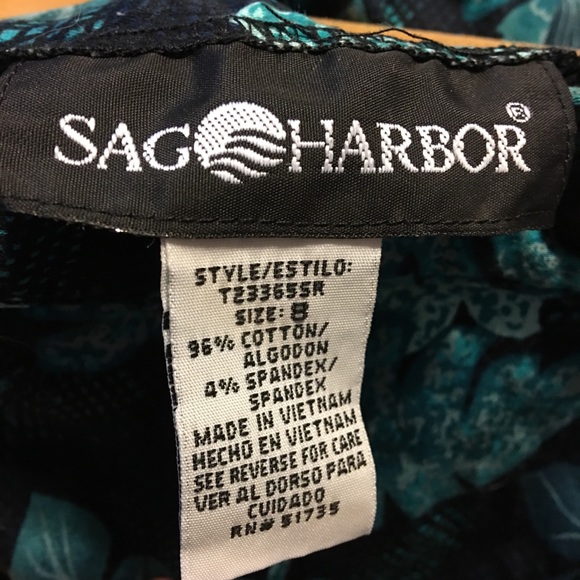 SAG HARBOR®
STYLE/ESTILO:
T23365SR
SIZE: 8
96% COTTON/
ALGODON
4% SPANDEX/
SPANDEX
MADE IN VIETNAM
HECHO EN VIETNAM
SEE REVERSE FOR CARE
VER AL DORSO PARA
CUIDADO
RN# 51735